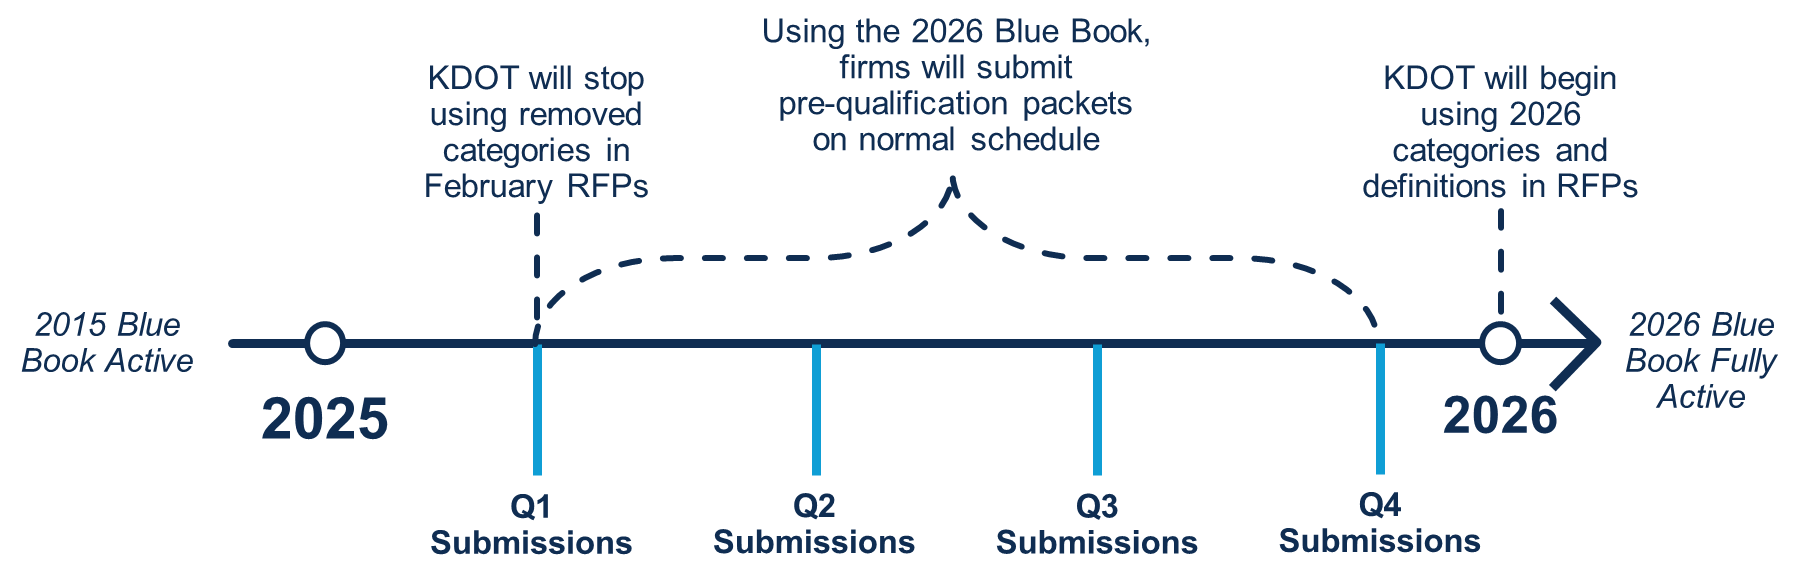 KDOT will stop
using removed
categories in
February RFPs
Using the 2026 Blue Book,
firms will submit
pre-qualification packets
on normal schedule
KDOT will begin
using 2026
categories and
definitions in RFPs
2015 Blue
Book Active
2026 Blue
Book Fully
Active
2025
2026
Q1
Submissions
Q2
Submissions
Q3
Submissions
Q4
Submissions